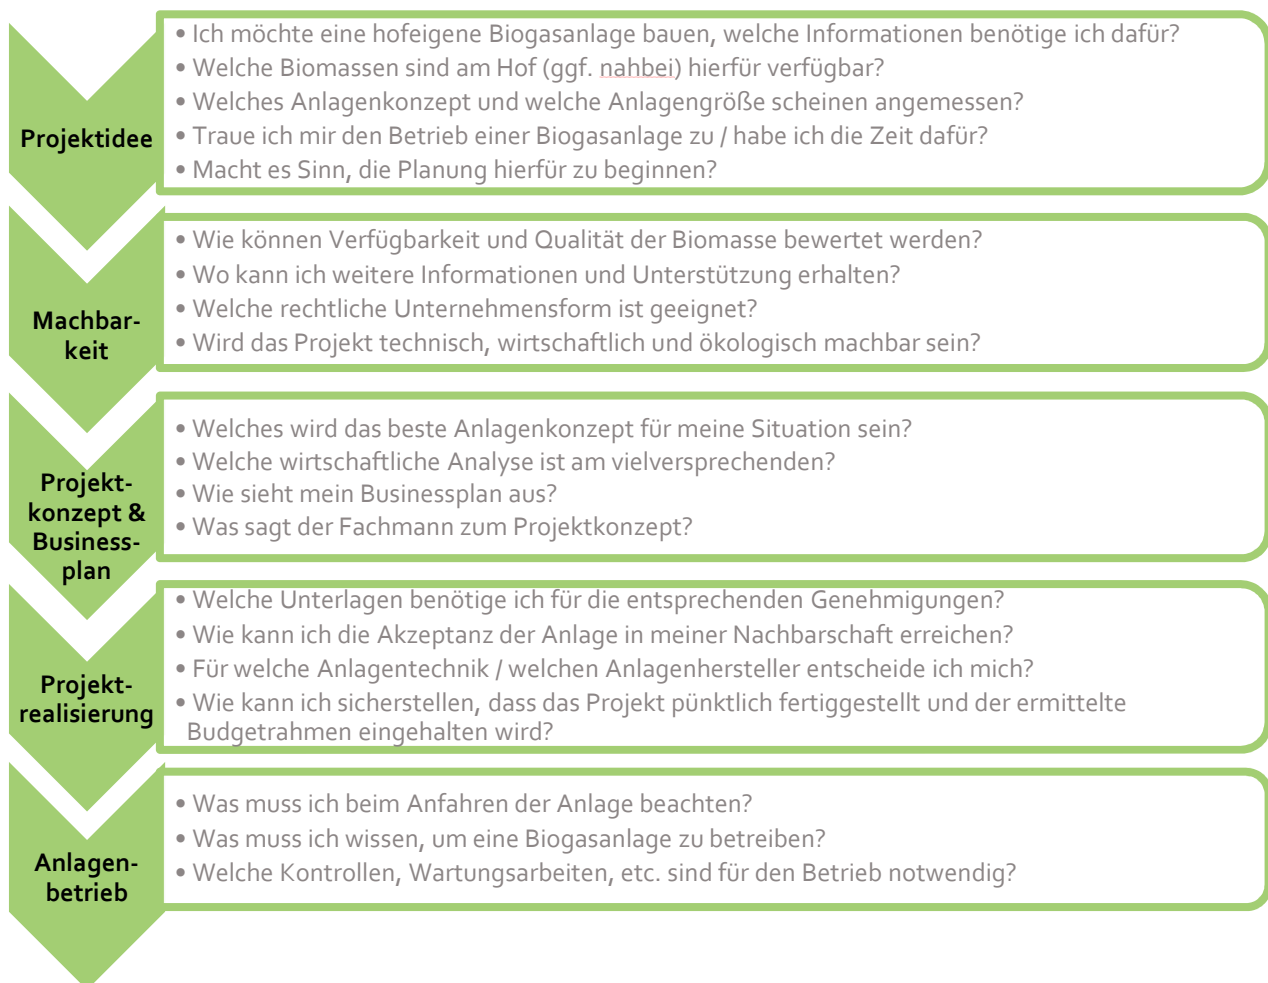 Projektidee
• Ich möchte eine hofeigene Biogasanlage bauen, welche Informationen benötige ich dafür?
• Welche Biomassen sind am Hof (ggf. nahbei) hierfür verfügbar?
• Welches Anlagenkonzept und welche Anlagengröße scheinen angemessen?
• Traue ich mir den Betrieb einer Biogasanlage zu / habe ich die Zeit dafür?
• Macht es Sinn, die Planung hierfür zu beginnen?
Machbar-
keit
• Wie können Verfügbarkeit und Qualität der Biomasse bewertet werden?
• Wo kann ich weitere Informationen und Unterstützung erhalten?
• Welche rechtliche Unternehmensform ist geeignet?
• Wird das Projekt technisch, wirtschaftlich und ökologisch machbar sein?
Projekt-
konzept &
Business-
plan
• Welches wird das beste Anlagenkonzept für meine Situation sein?
• Welche wirtschaftliche Analyse ist am vielversprechenden?
• Wie sieht mein Businessplan aus?
• Was sagt der Fachmann zum Projektkonzept?
Projekt-
realisierung
• Welche Unterlagen benötige ich für die entsprechenden Genehmigungen?
• Wie kann ich die Akzeptanz der Anlage in meiner Nachbarschaft erreichen?
• Für welche Anlagentechnik / welchen Anlagenhersteller entscheide ich mich?
• Wie kann ich sicherstellen, dass das Projekt pünktlich fertiggestellt und der ermittelte
Budgetrahmen eingehalten wird?
Anlagen-
betrieb
• Was muss ich beim Anfahren der Anlage beachten?
• Was muss ich wissen, um eine Biogasanlage zu betreiben?
• Welche Kontrollen, Wartungsarbeiten, etc. sind für den Betrieb notwendig?